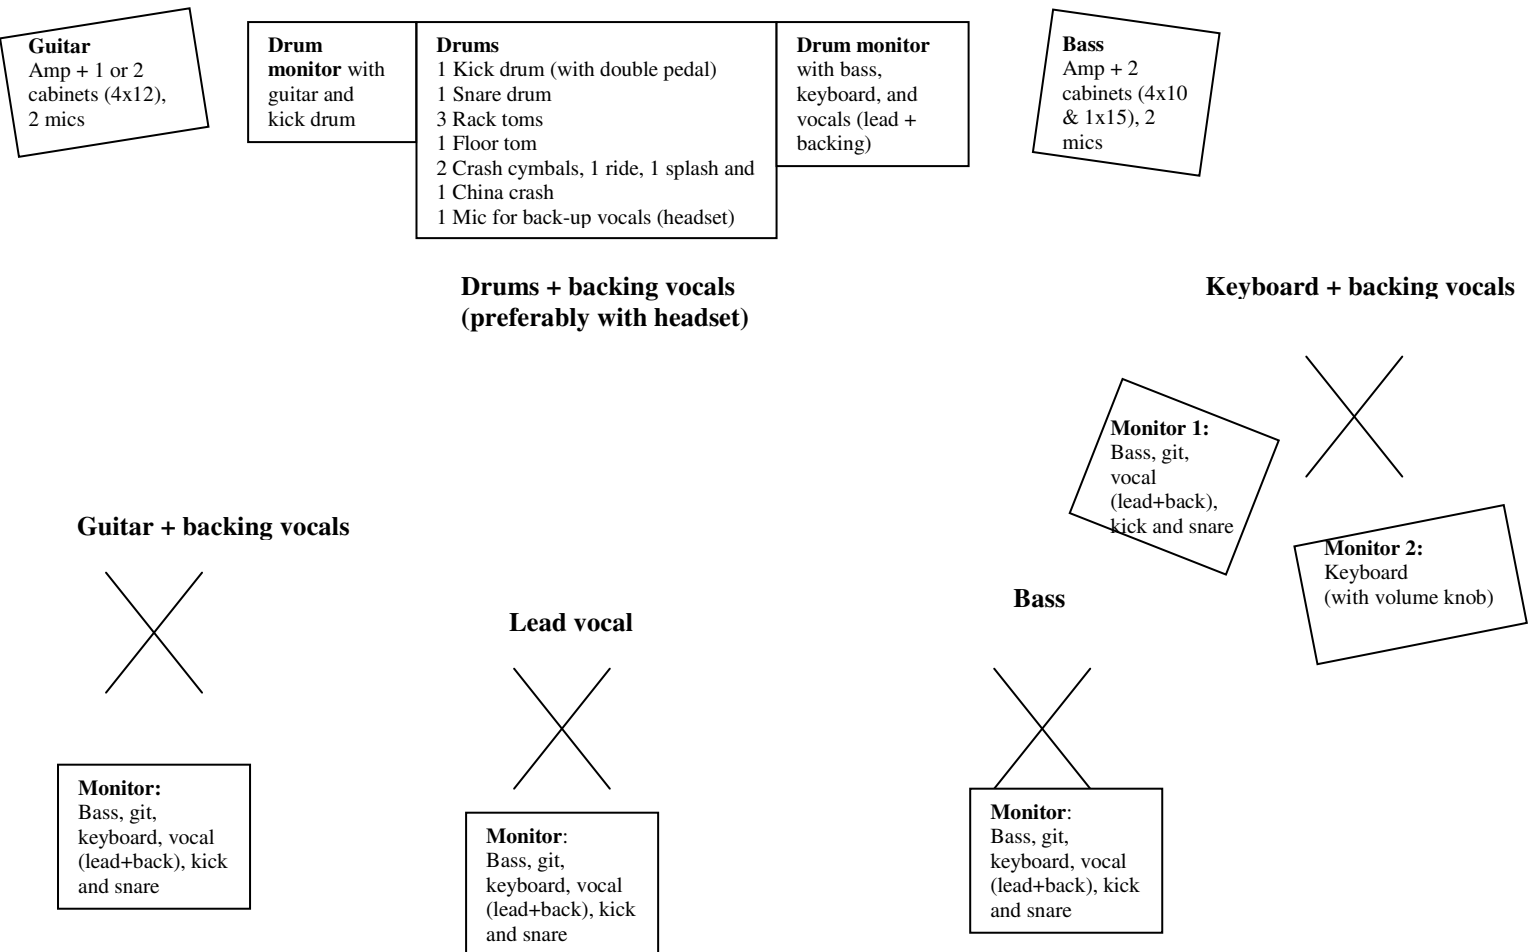 Guitar
Amp + 1 or 2
cabinets (4x12),
2 mics
Drum
monitor with
guitar and
kick drum
Drums
1 Kick drum (with double pedal)
1 Snare drum
3 Rack toms
1 Floor tom
2 Crash cymbals, 1 ride, 1 splash and
1 China crash
1 Mic for back-up vocals (headset)
Drum monitor
with bass,
keyboard, and
vocals (lead +
backing)
Bass
Amp + 2
cabinets (4x10
& 1x15), 2
mics
Drums + backing vocals
(preferably with headset)
Keyboard + backing vocals
Monitor 1:
Bass, git,
vocal
(lead+back),
kick and snare
Monitor 2:
Keyboard
(with volume knob)
Guitar + backing vocals
Lead vocal
Bass
Monitor:
Bass, git,
keyboard, vocal
(lead+back), kick
and snare
Monitor:
Bass, git,
keyboard, vocal
(lead+back), kick
and snare
Monitor:
Bass, git,
keyboard, vocal
(lead+back), kick
and snare